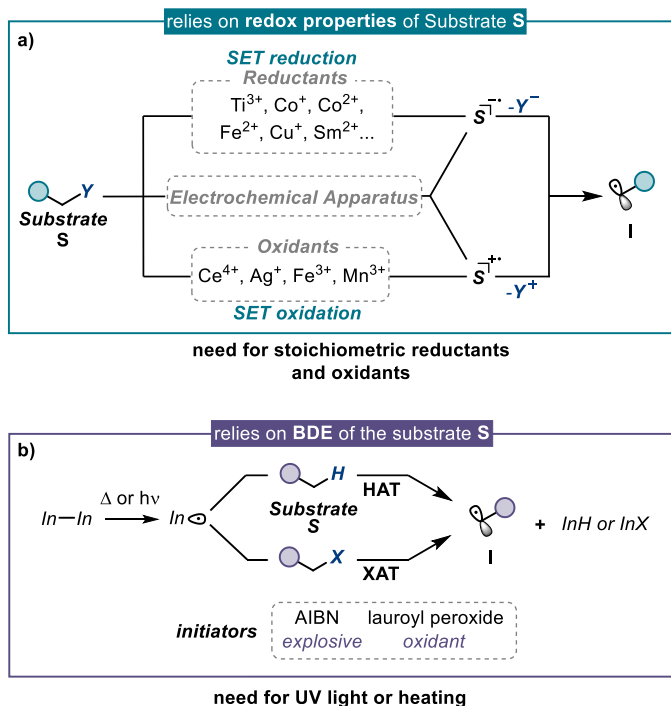 relies on redox properties of Substrate S
a)
SET reduction
Reductants
Ti3+, Co+, Co2+,
Fe2+, Cu+, Sm2+...
S −• -Y−
Y
Substrate
S
Electrochemical Apparatus
I
Oxidants
Ce4+, Ag+, Fe3+, Mn3+
S +•
-Y+
SET oxidation
need for stoichiometric reductants
and oxidants
relies on BDE of the substrate S
b)
H
HAT
Δ or hν
In—In
In
Substrate
S
I
+ InH or InX
X
XAT
initiators
AIBN lauroyl peroxide
explosive oxidant
need for UV light or heating